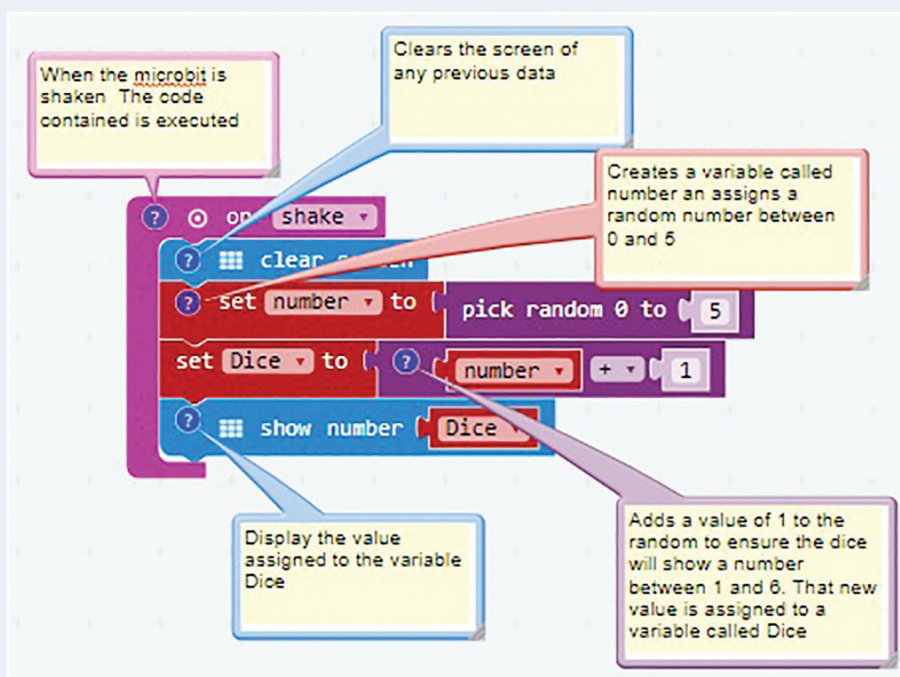 When the microbit is
shaken The code
contained is executed
Clears the screen of
any previous data
Creates a variable called
number an assigns a
random number between
0 and 5
? on shake
? clear
? set number to pick random 0 to 5
set Dice to ? number + 1
? show number Dice
Display the value
assigned to the variable
Dice
Adds a value of 1 to the
random to ensure the dice
will show a number
between 1 and 6. That new
value is assigned to a
variable called Dice